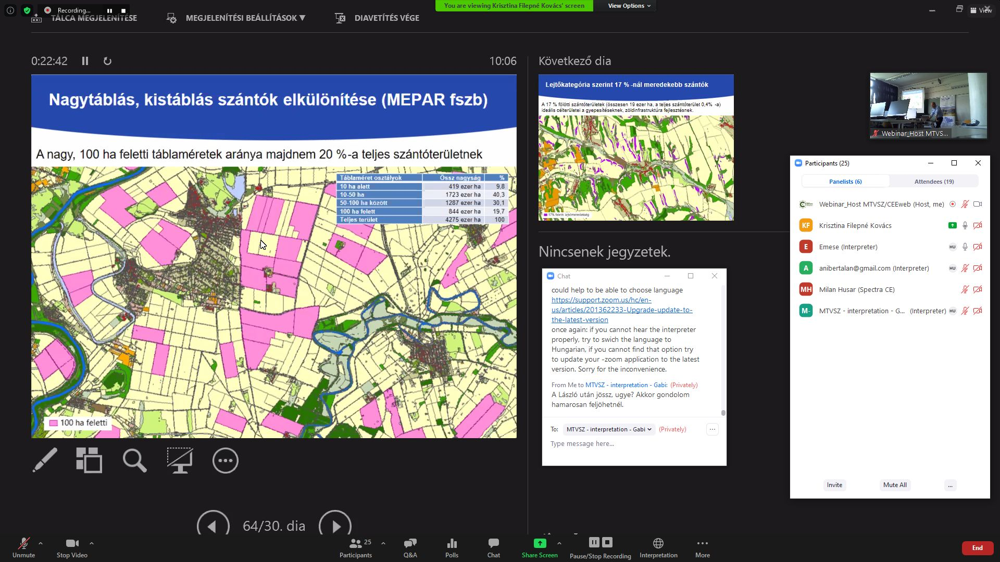 Recording...
You are viewing Krisztina Filepné Kovács' screen
View Options
View
TÁLCA MEGJELENÍTÉSE
MEGJELENÍTÉSI BEÁLLÍTÁSOK
DIAVETÍTÉS VÉGE
0:22:42
10:06
Nagytáblás, kistáblás szántók elkülönítése (MEPAR fszb)
A nagy, 100 ha feletti táblaméretek aránya majdnem 20 %-a teljes szántóterületnek
Táblaméret osztályok Össz nagyság %
10 ha alatt 419 ezer ha 9,8
10-50 ha 1723 ezer ha 40,3
50-100 ha között 1287 ezer ha 30,1
100 ha felett 844 ezer ha 19,7
Teljes terület 4275 ezer ha 100
100 ha feletti
64/30. dia
Következő dia
Lejtőkategória szerint 17 % -nál meredekebb szántók
A 17 % fölötti szántóterületek (összesen 19 ezer ha, a teljes szántóterület 0,4% -a)
ideális célterületei a gyepesítéseknek, zöldinfrastruktúra fejlesztésnek.
17% feletti lejtőmeredekség
Nincsenek jegyzetek.
Chat
could help to be able to choose language
https://support.zoom.us/hc/en-
us/articles/201362233-Upgrade-update-to-
the-latest-version
once again: if you cannot hear the interpreter
properly, try to swich the language to
Hungarian, if you cannot find that option try
to update your -zoom application to the latest
version. Sorry for the inconvenience.
From Me to MTVSZ - interpretation - Gabi: (Privately)
A László után jössz, ugye? Akkor gondolom
hamarosan feljöhetnél.
To: MTVSZ - interpretation - Gabi (Privately)
...
Type message here...
Webinar_Host MTVS...
Participants (25)
Panelists (6)
Attendees (19)
Webinar_Host MTVSZ/CEEweb (Host, me)
KF Krisztina Filepné Kovács
E Emese (Interpreter) HU
A anibertalan@gmail.com (Interpreter) HU
MH Milan Husar (Spectra CE)
M- MTVSZ - interpretation - G... (Interpreter) HU
Invite
Mute All
...
Unmute
Stop Video
25
Participants
Q&A
Polls
Chat
Share Screen
Pause/Stop Recording
Interpretation
More
End